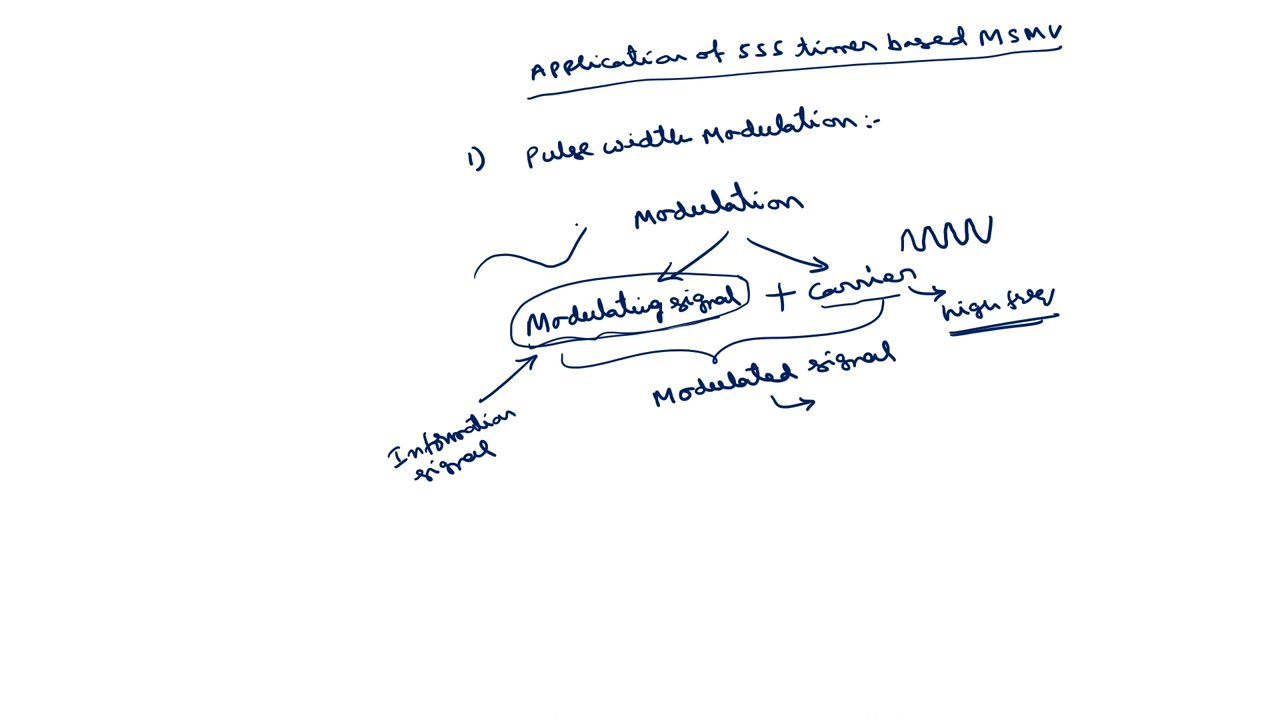 Application of 555 timer based MSMV
1) Pulse width Modulation:-
Modulation
Modulating signal + Carrier
high freq
Modulated signal
Information
signal